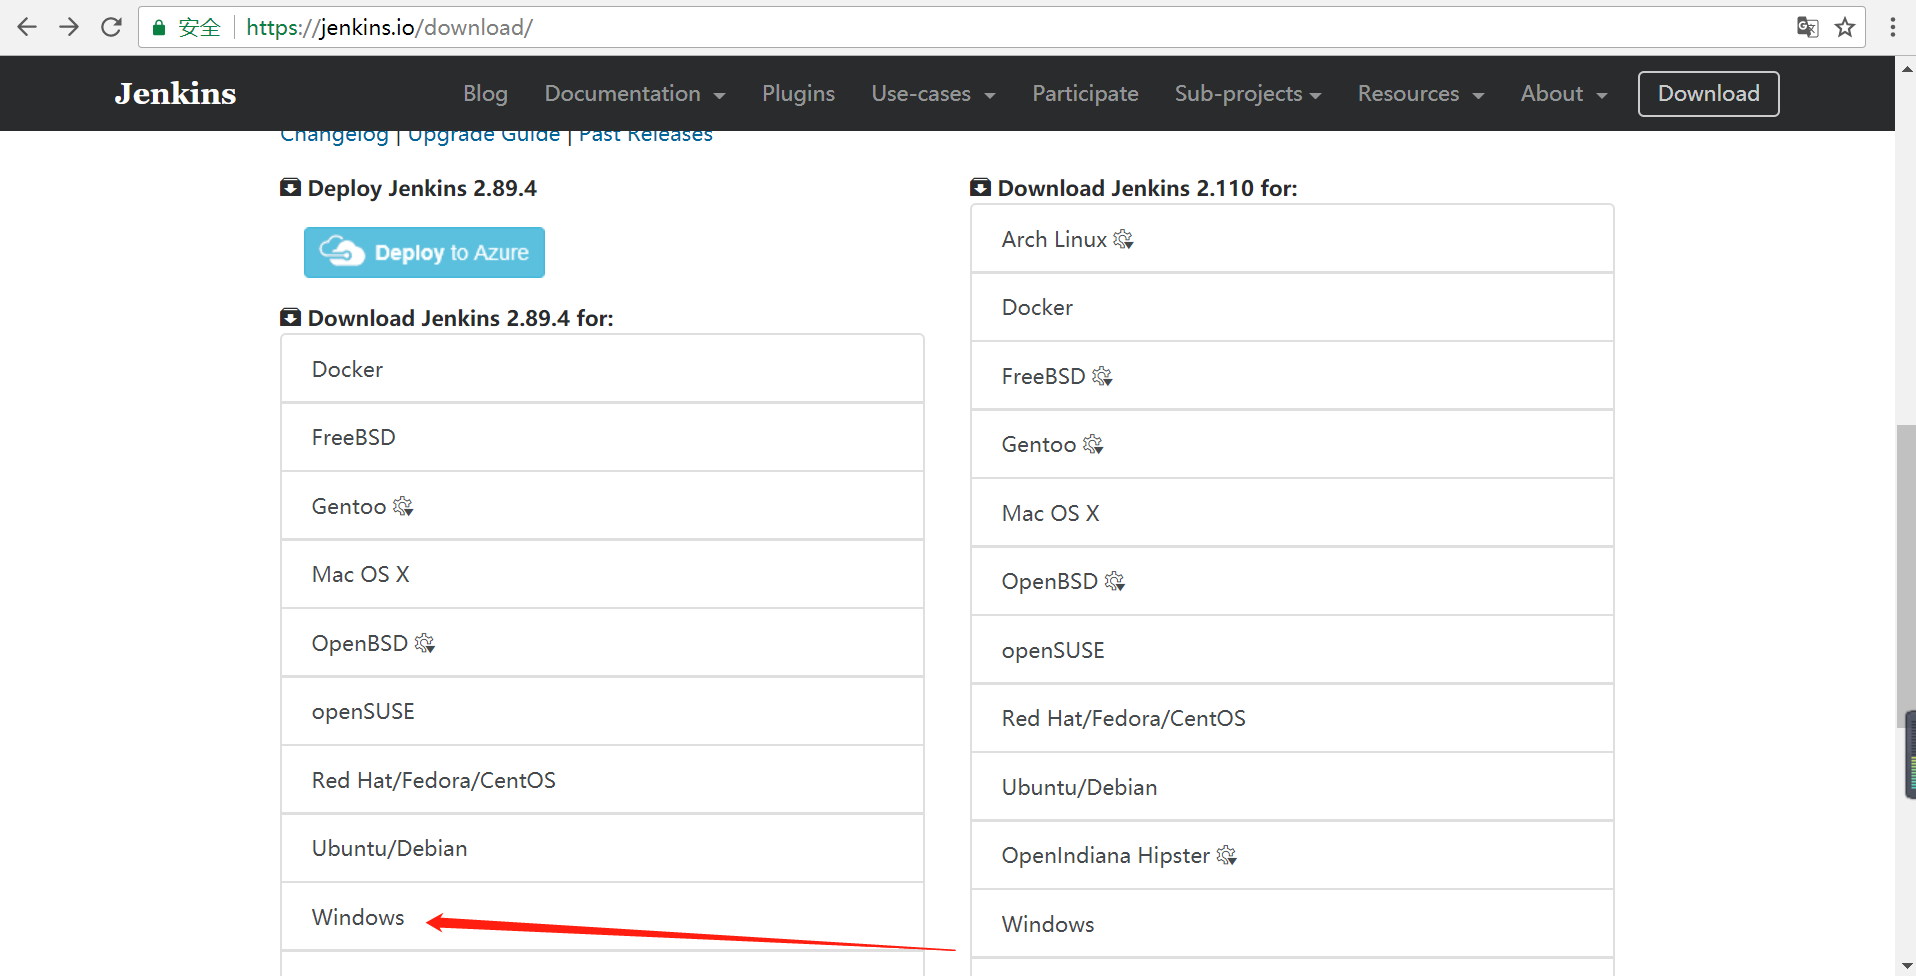 安全 https://jenkins.io/download/
Jenkins Blog Documentation Plugins Use-cases Participate Sub-projects Resources About Download
Changelog | Upgrade Guide | Past Releases
Deploy Jenkins 2.89.4
Deploy to Azure
Download Jenkins 2.89.4 for:
Docker
FreeBSD
Gentoo
Mac OS X
OpenBSD
openSUSE
Red Hat/Fedora/CentOS
Ubuntu/Debian
Windows
Download Jenkins 2.110 for:
Arch Linux
Docker
FreeBSD
Gentoo
Mac OS X
OpenBSD
openSUSE
Red Hat/Fedora/CentOS
Ubuntu/Debian
OpenIndiana Hipster
Windows